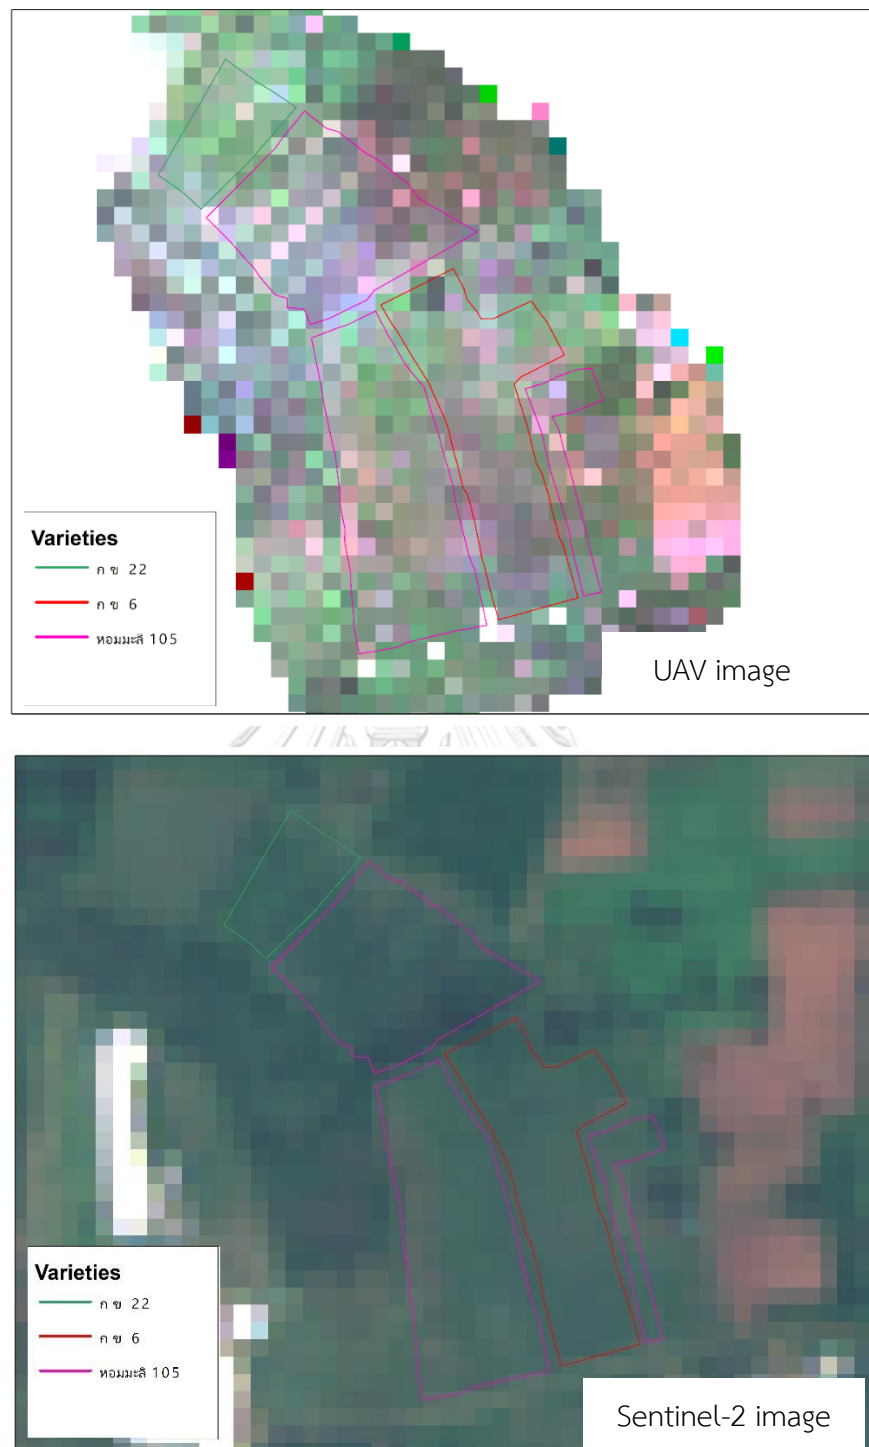 Varieties
ก ข 22
ก ข 6
หอมมะลิ 105
UAV image
Varieties
ก ข 22
ก ข 6
หอมมะลิ 105
Sentinel-2 image